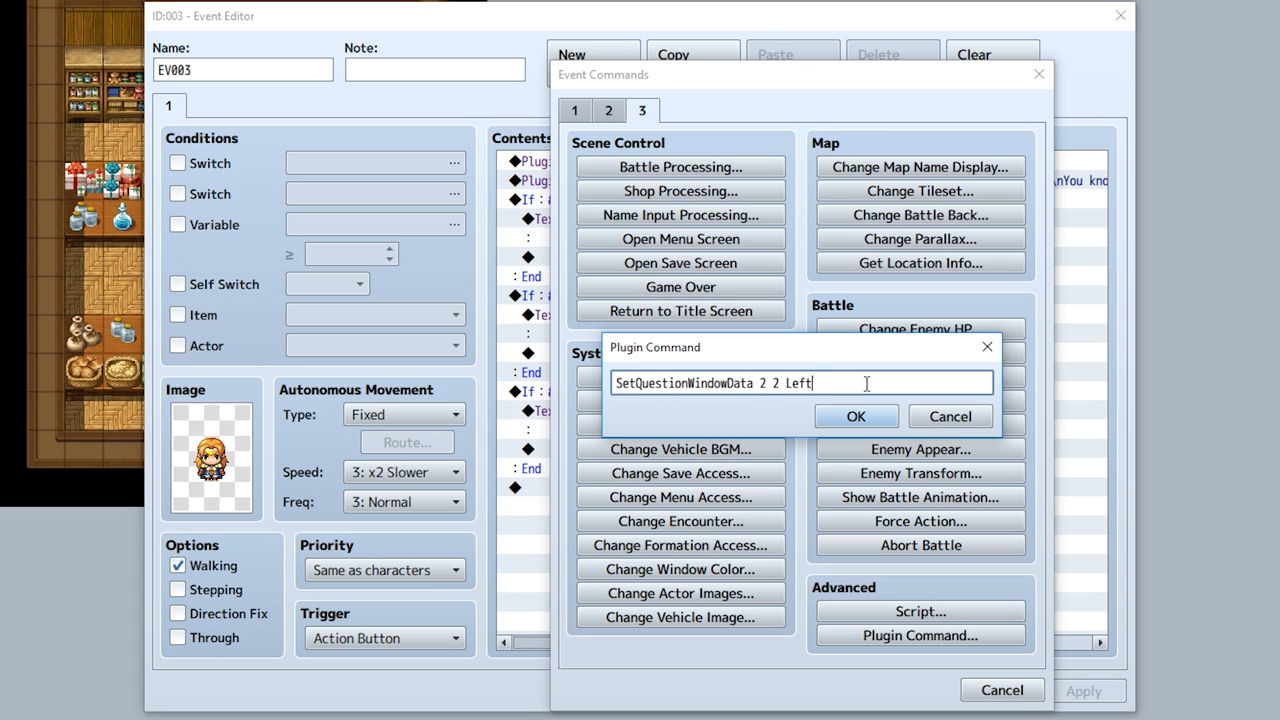 ID:003 - Event Editor
Name:
Note:
EV003
New
Copy
Paste
Delete
Clear
1
Conditions
Switch
...
Switch
...
Variable
...
≥
Self Switch
Item
Actor
Image
Autonomous Movement
Type:
Fixed
Route...
Speed:
3: x2 Slower
Freq:
3: Normal
Options
Walking
Stepping
Direction Fix
Through
Priority
Same as characters
Trigger
Action Button
Contents
◆Plug
◆Plug
◆If :
◆Tex
:
◆
: End
◆If :
◆Tex
:
◆
: End
◆If :
◆Tex
:
◆
: End
◆
nYou kno
Apply
Event Commands
1
2
3
Scene Control
Battle Processing...
Shop Processing...
Name Input Processing...
Open Menu Screen
Open Save Screen
Game Over
Return to Title Screen
Syst
Change Vehicle BGM...
Change Save Access...
Change Menu Access...
Change Encounter...
Change Formation Access...
Change Window Color...
Change Actor Images...
Change Vehicle Image...
Map
Change Map Name Display...
Change Tileset...
Change Battle Back...
Change Parallax...
Get Location Info...
Battle
Change Enemy HP
Enemy Appear...
Enemy Transform...
Show Battle Animation...
Force Action...
Abort Battle
Advanced
Script...
Plugin Command...
Cancel
Plugin Command
SetQuestionWindowData 2 2 Left
OK
Cancel